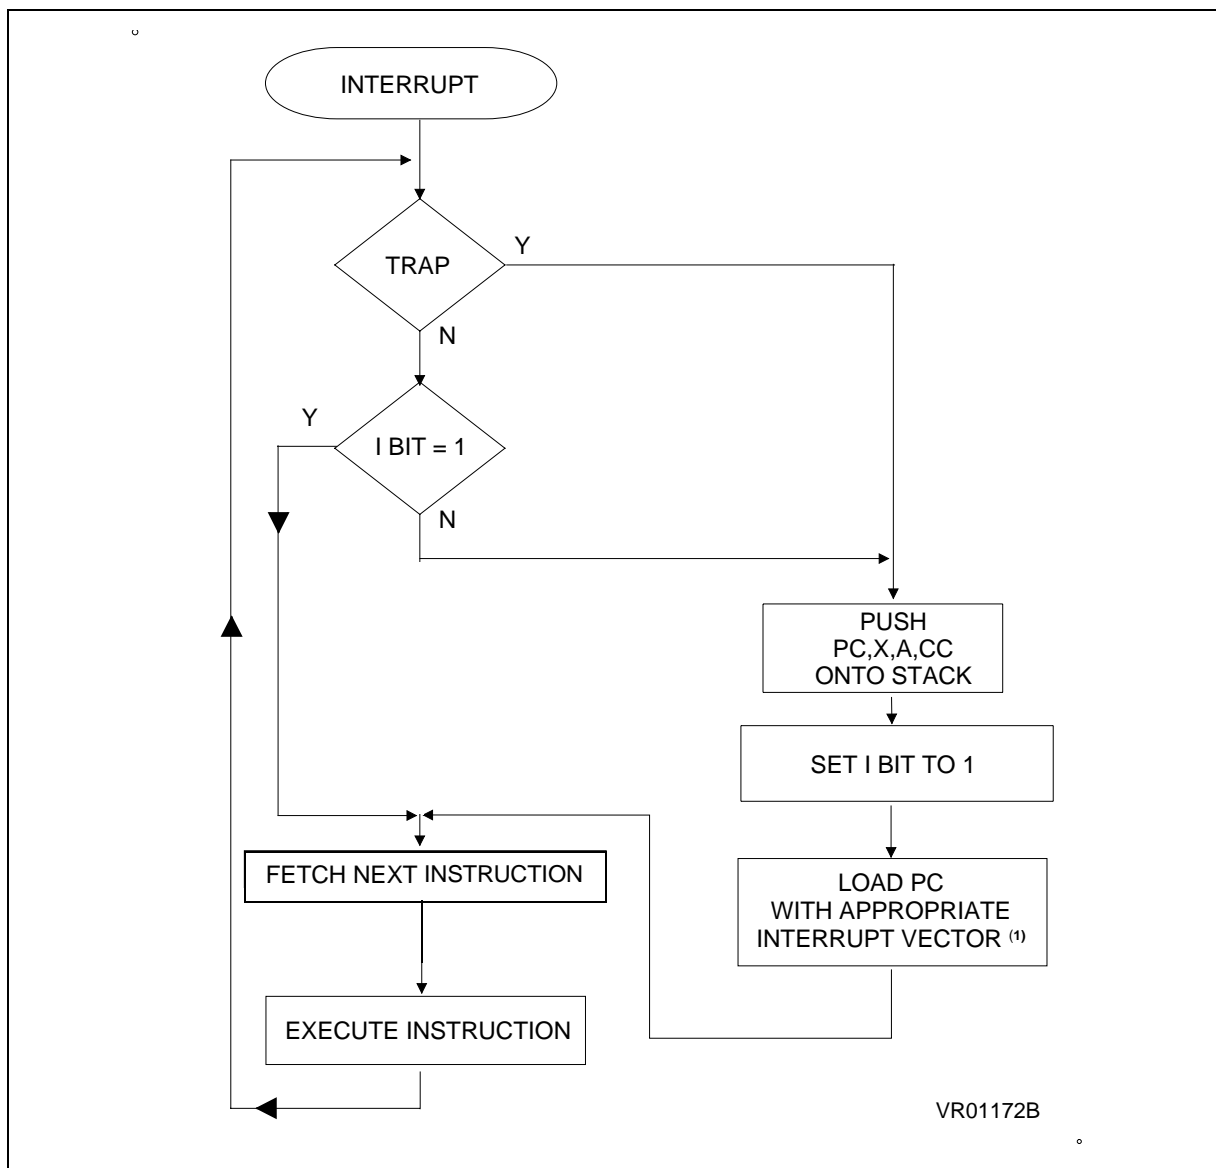 INTERRUPT
TRAP
Y
N
Y
I BIT = 1
N
PUSH
PC,X,A,CC
ONTO STACK
SET I BIT TO 1
LOAD PC
WITH APPROPRIATE
INTERRUPT VECTOR (1)
FETCH NEXT INSTRUCTION
EXECUTE INSTRUCTION
VR01172B